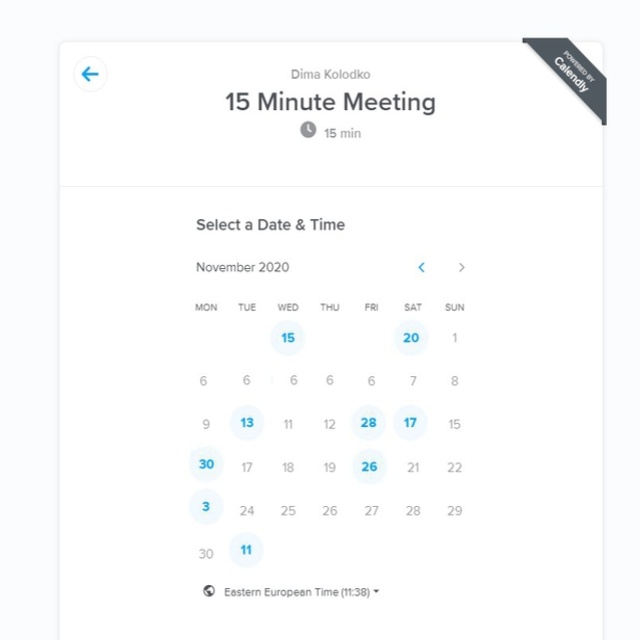 POWERED BY
Calendly
Dima Kolodko
15 Minute Meeting
15 min
Select a Date & Time
November 2020
MON TUE WED THU FRI SAT SUN
15 20 1
6 6 6 6 6 7 8
9 13 11 12 28 17 15
30 17 18 19 26 21 22
3 24 25 26 27 28 29
30 11
Eastern European Time (11:38)